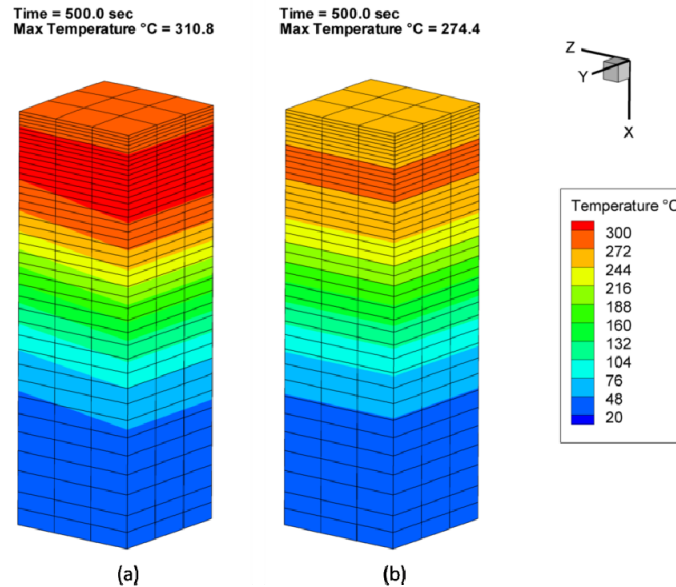 Time = 500.0 sec
Max Temperature °C = 310.8
Time = 500.0 sec
Max Temperature °C = 274.4
Z
Y
X
Temperature °C
300
272
244
216
188
160
132
104
76
48
20
(a)
(b)